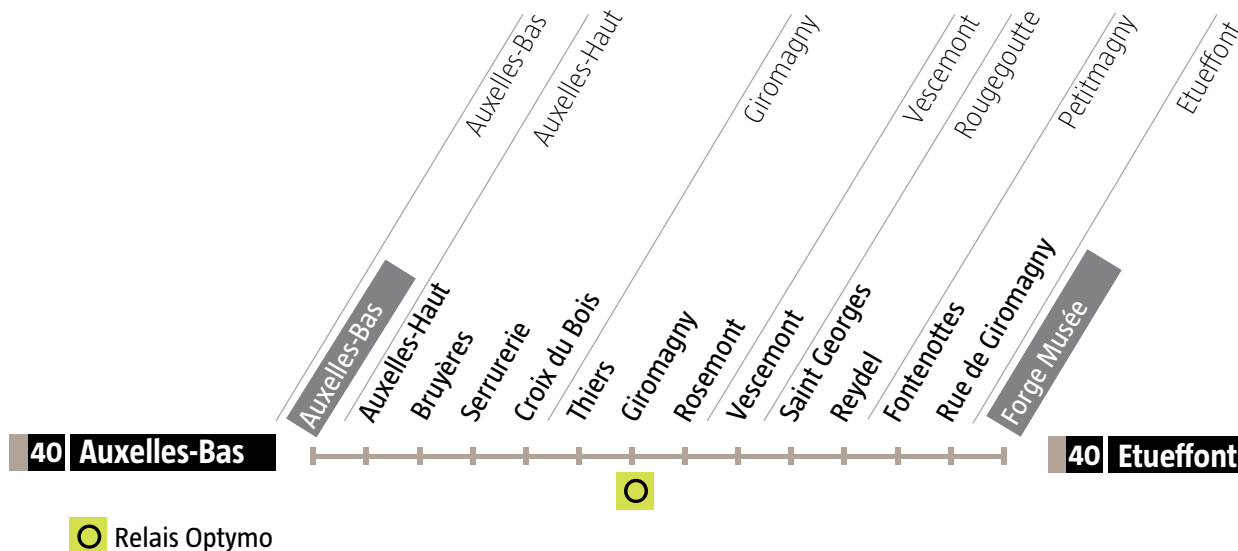 Auxelles-Bas
Auxelles-Haut
Giromagny
Vescemont
Rougegoutte
Petitmagny
Etueffont
Auxelles-Bas
Auxelles-Haut
Bruyères
Serrurerie
Croix du Bois
Thiers
Giromagny
Rosemont
Vescemont
Saint Georges
Reydel
Fontenottes
Rue de Giromagny
Forge Musée
40 Auxelles-Bas
40 Etueffont
Relais Optymo